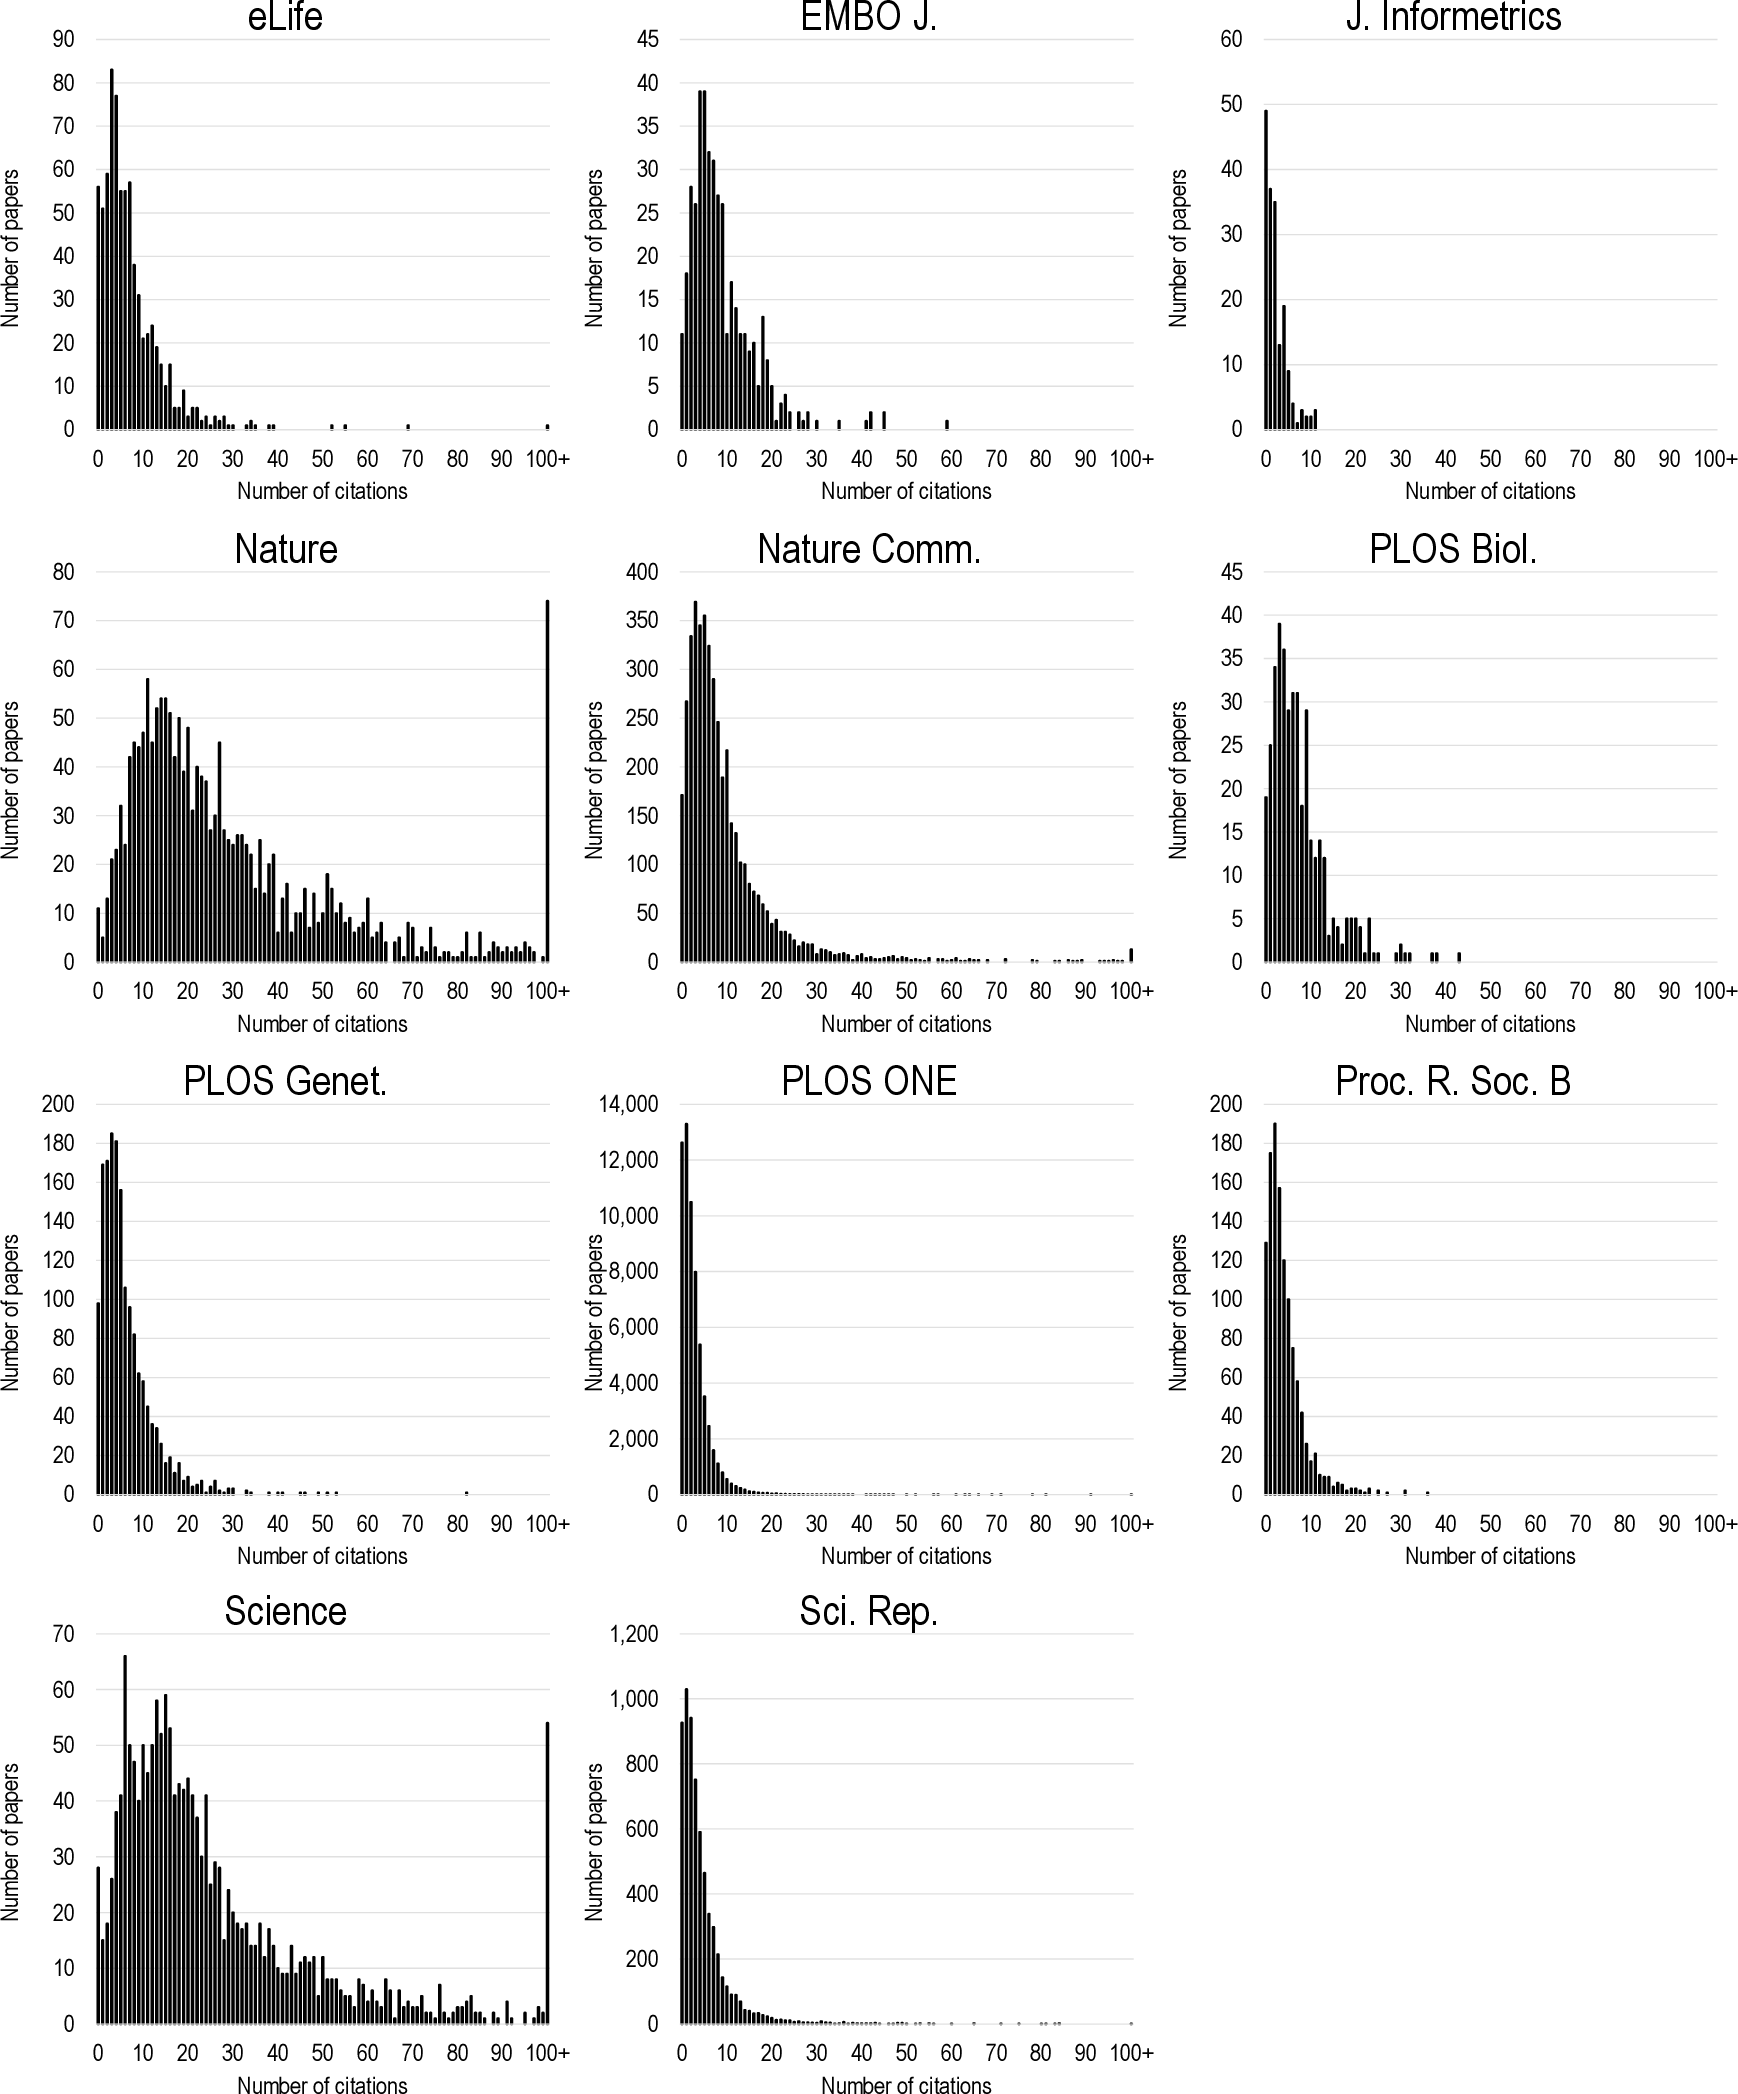 eLife
90
80
70
60
50
40
30
20
10
0
Number of papers
0 10 20 30 40 50 60 70 80 90 100+
Number of citations
EMBO J.
45
40
35
30
25
20
15
10
5
0
Number of papers
0 10 20 30 40 50 60 70 80 90 100+
Number of citations
J. Informetrics
60
50
40
30
20
10
0
Number of papers
0 10 20 30 40 50 60 70 80 90 100+
Number of citations
Nature
80
70
60
50
40
30
20
10
0
Number of papers
0 10 20 30 40 50 60 70 80 90 100+
Number of citations
Nature Comm.
400
350
300
250
200
150
100
50
0
Number of papers
0 10 20 30 40 50 60 70 80 90 100+
Number of citations
PLOS Biol.
45
40
35
30
25
20
15
10
5
0
Number of papers
0 10 20 30 40 50 60 70 80 90 100+
Number of citations
PLOS Genet.
200
180
160
140
120
100
80
60
40
20
0
Number of papers
0 10 20 30 40 50 60 70 80 90 100+
Number of citations
PLOS ONE
14,000
12,000
10,000
8,000
6,000
4,000
2,000
0
Number of papers
0 10 20 30 40 50 60 70 80 90 100+
Number of citations
Proc. R. Soc. B
200
180
160
140
120
100
80
60
40
20
0
Number of papers
0 10 20 30 40 50 60 70 80 90 100+
Number of citations
Science
70
60
50
40
30
20
10
0
Number of papers
0 10 20 30 40 50 60 70 80 90 100+
Number of citations
Sci. Rep.
1,200
1,000
800
600
400
200
0
Number of papers
0 10 20 30 40 50 60 70 80 90 100+
Number of citations